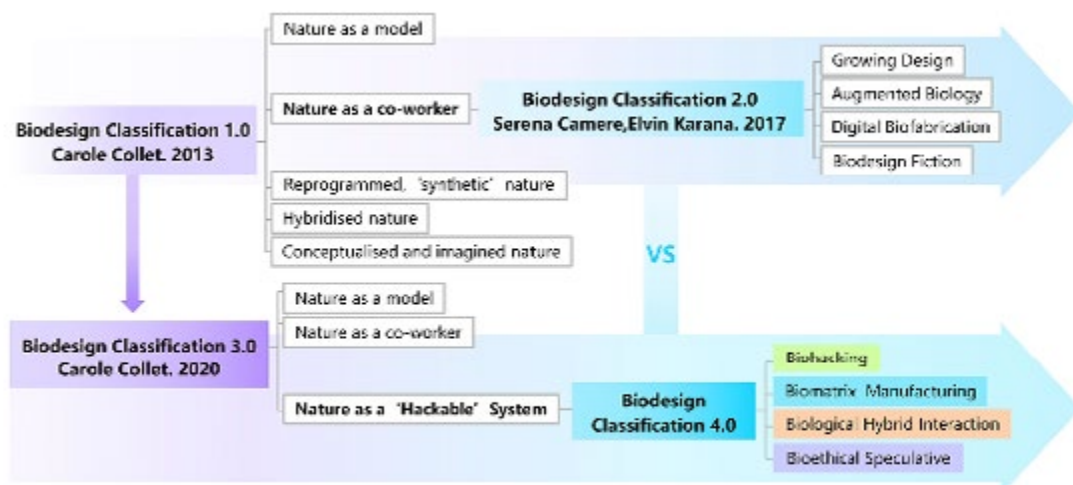 Nature as a model
Biodesign Classification 1.0
Carole Collet. 2013
Nature as a co-worker
Biodesign Classification 2.0
Serena Camere,Elvin Karana. 2017
Growing Design
Augmented Biology
Digital Biofabrication
Biodesign Fiction
Reprogrammed, 'synthetic' nature
Hybridised nature
Conceptualised and imagined nature
VS
Biodesign Classification 3.0
Carole Collet. 2020
Nature as a model
Nature as a co-worker
Nature as a 'Hackable' System
Biodesign
Classification 4.0
Biohacking
Biomatrix Manufacturing
Biological Hybrid Interaction
Bioethical Speculative